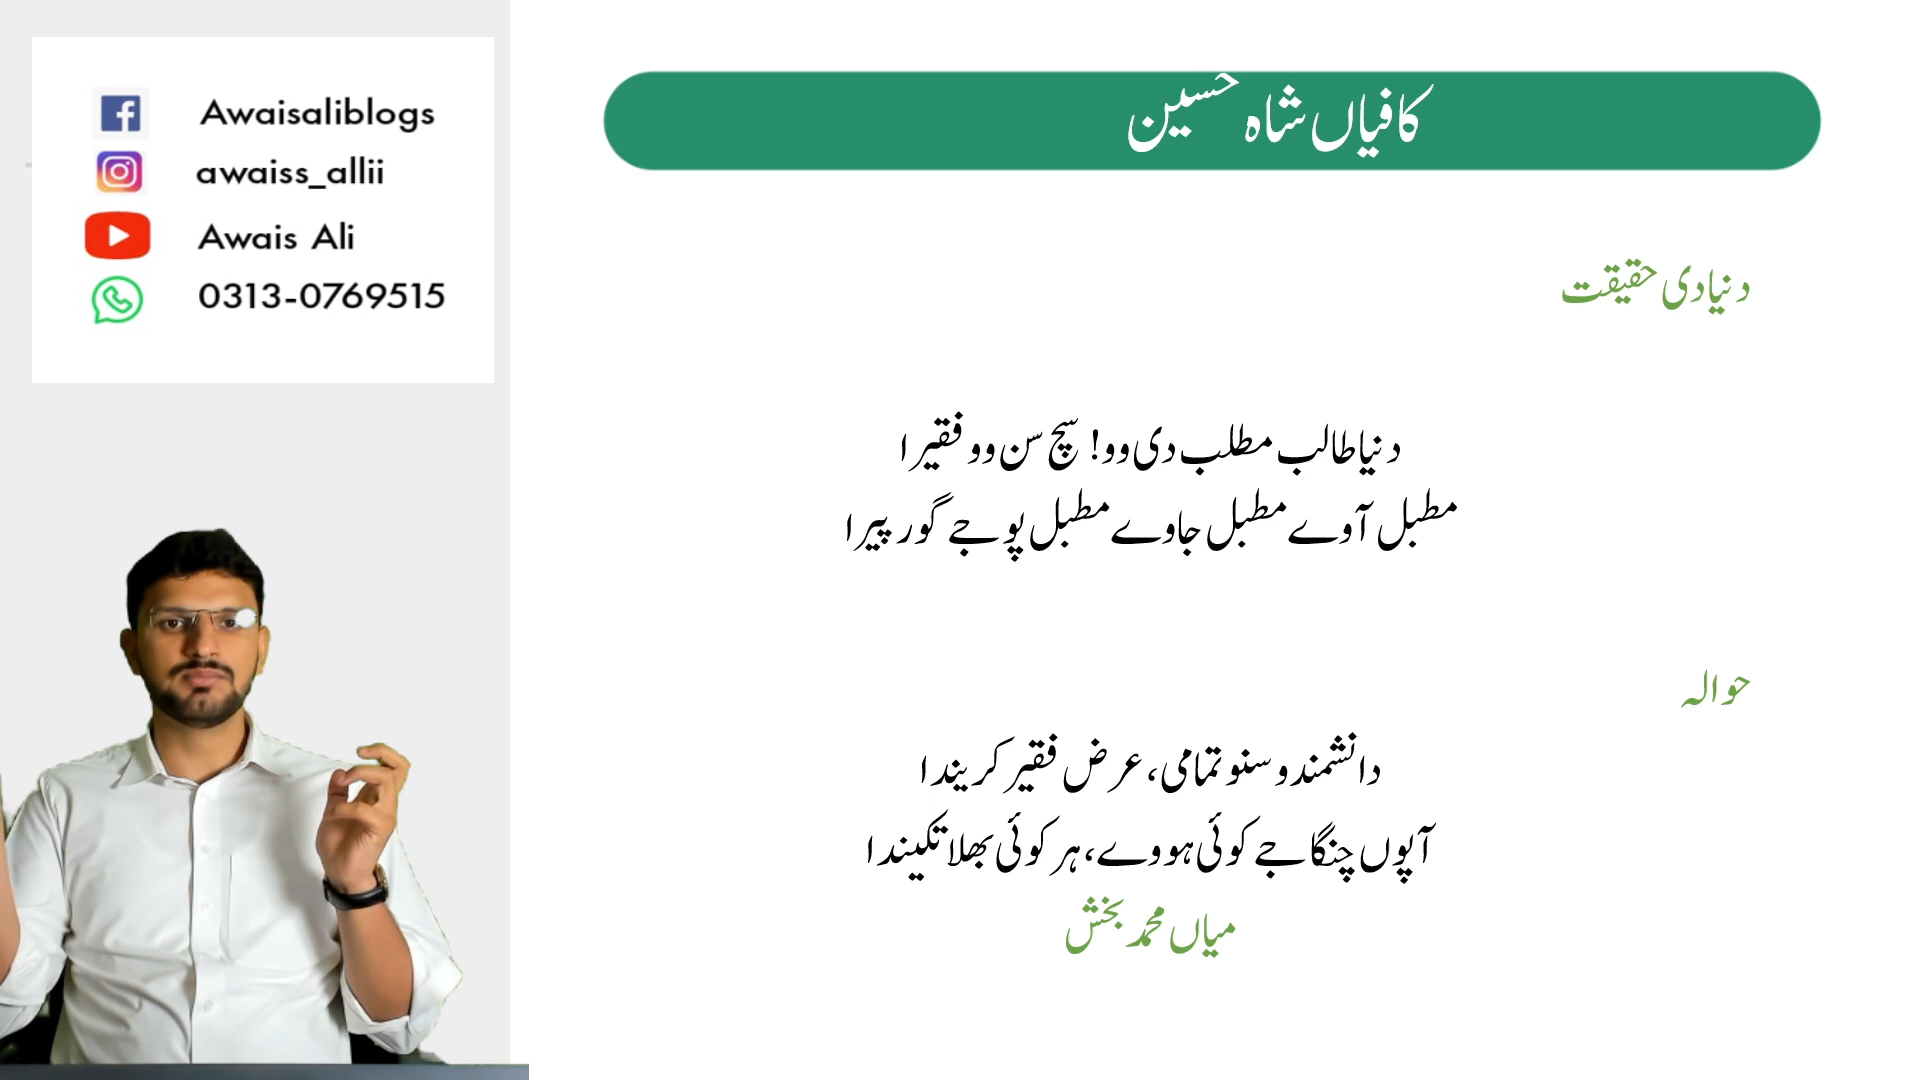 Awaisaliblogs
awaiss_allii
Awais Ali
0313-0769515
کافیاں شاہ حسین
دنیا دی حقیقت
دنیا طالب مطلب دی وو! سچ سن وو فقیرا
مطبل آوے مطبل جاوے مطبل پوجے گور پیرا
حوالہ
دانشمندو سنو تمامی، عرض فقیر کریندا
آپوں چنگا جے کوئی ہووے، ہر کوئی بھلا تکیندا
میاں محمد بخش